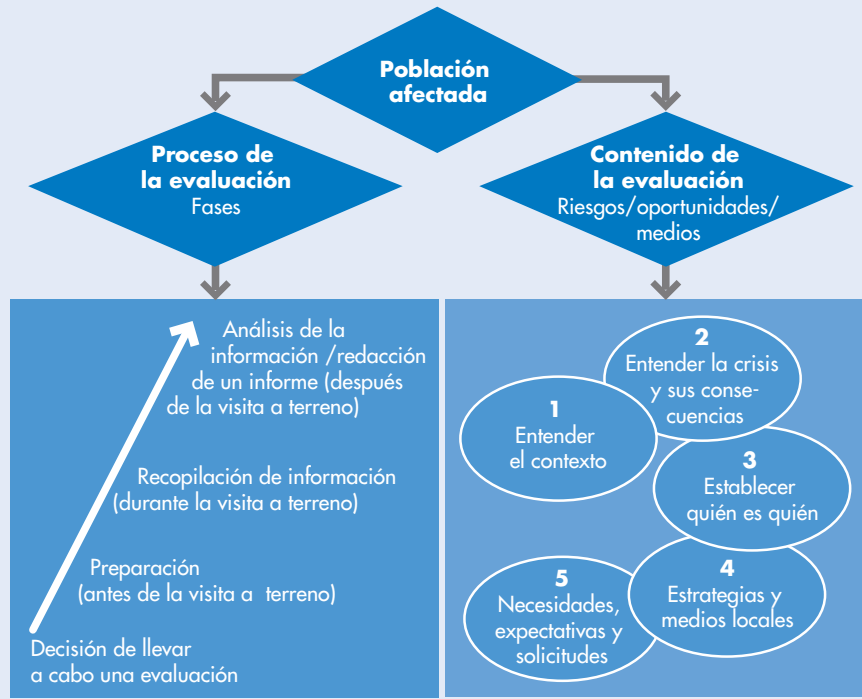 Población
afectada
Proceso de
la evaluación
Fases
Contenido de
la evaluación
Riesgos/oportunidades/
medios
Análisis de la
información /redacción
de un informe (después
de la visita a terreno)
Recopilación de información
(durante la visita a terreno)
Preparación
(antes de la visita a terreno)
Decisión de llevar
a cabo una evaluación
1
Entender
el contexto
2
Entender la crisis
y sus conse-
cuencias
3
Establecer
quién es quién
4
Estrategias y
medios locales
5
Necesidades,
expectativas y
solicitudes